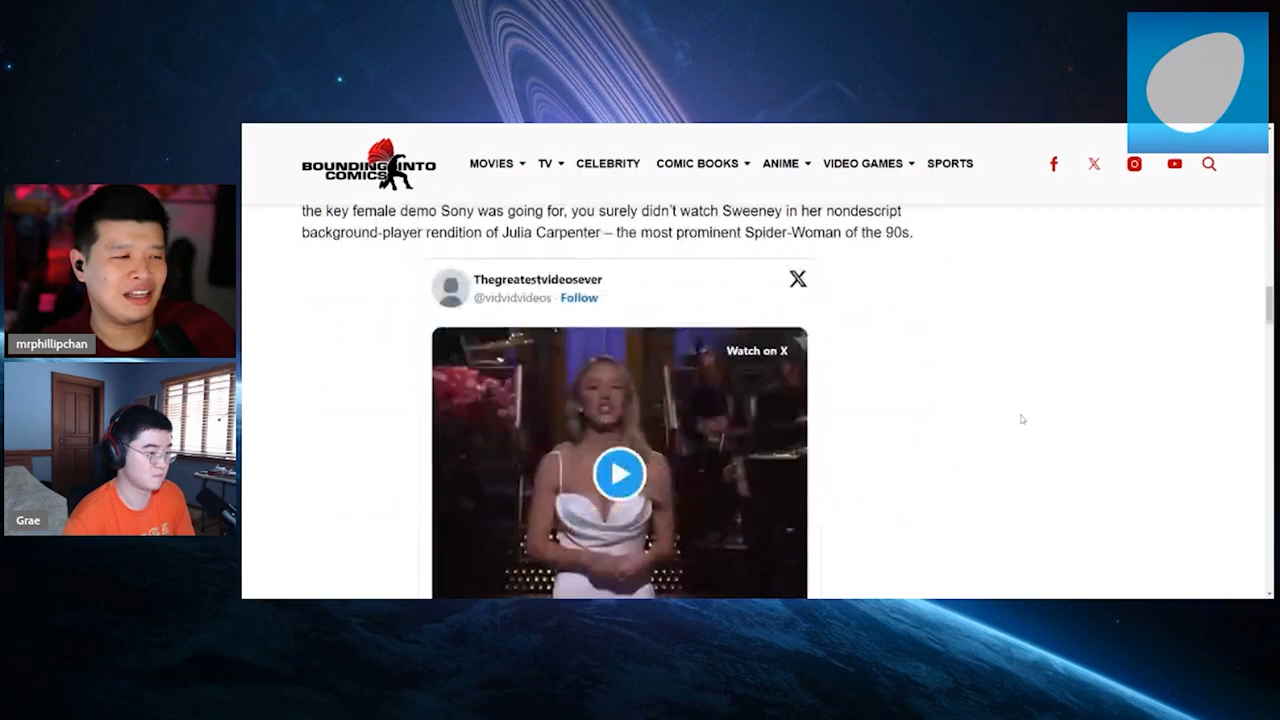 BOUNDING INTO
COMICS
MOVIES TV CELEBRITY COMIC BOOKS ANIME VIDEO GAMES SPORTS
the key female demo Sony was going for, you surely didn't watch Sweeney in her nondescript
background-player rendition of Julia Carpenter – the most prominent Spider-Woman of the 90s.
Thegreatestvideosever
@vidvidvideos · Follow
Watch on X
mrphillipchan
Grae